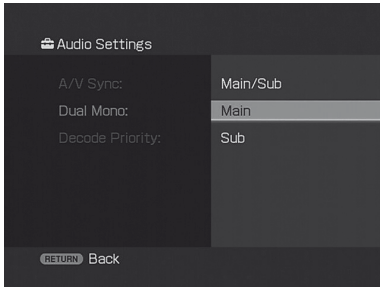 Audio Settings
A/V Sync:
Main/Sub
Dual Mono:
Main
Decode Priority:
Sub
RETURN Back